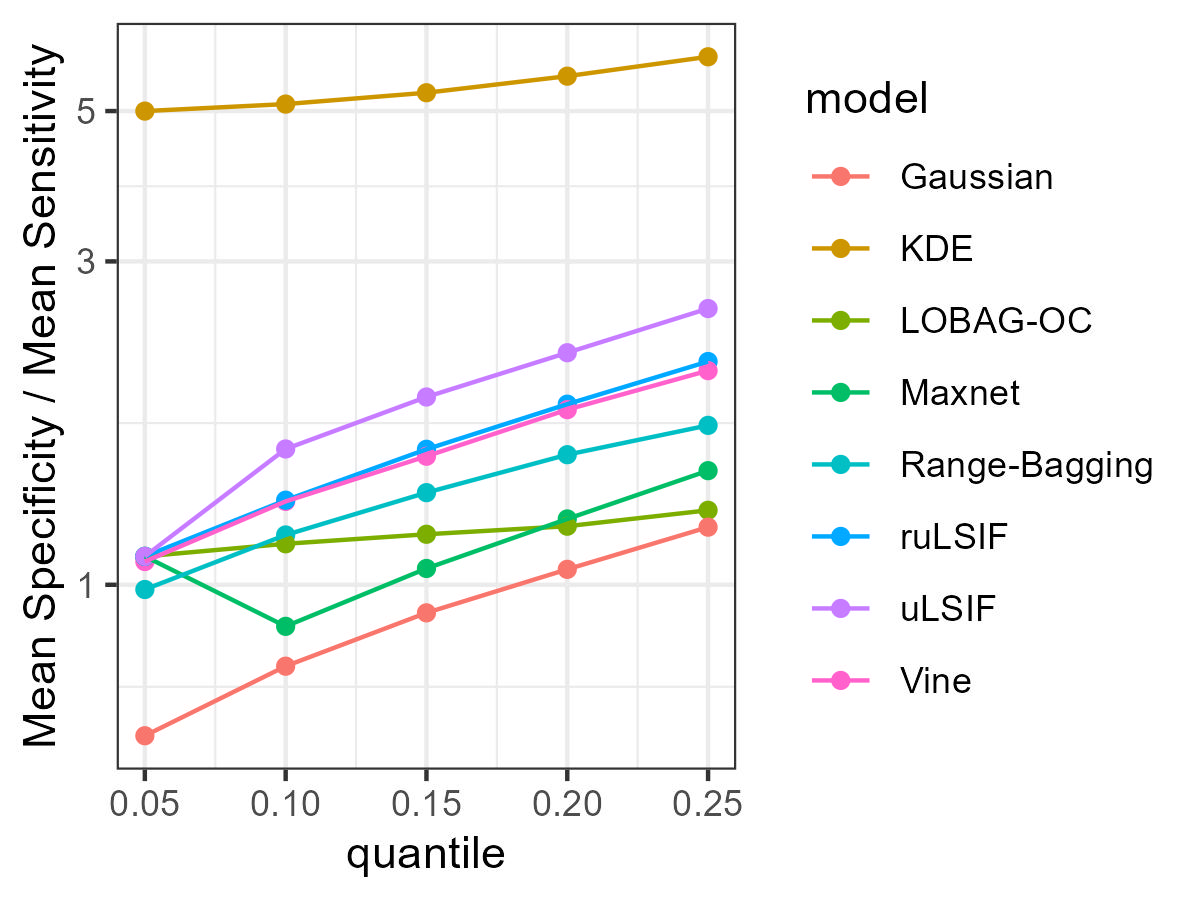 Mean Specificity / Mean Sensitivity
5
3
1
0.05 0.10 0.15 0.20 0.25
quantile
model
Gaussian
KDE
LOBAG-OC
Maxnet
Range-Bagging
ruLSIF
uLSIF
Vine